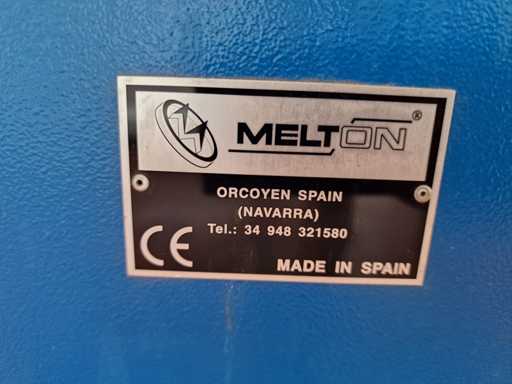 MELTON®
ORCOYEN SPAIN
(NAVARRA)
Tel.: 34 948 321580
CE
MADE IN SPAIN